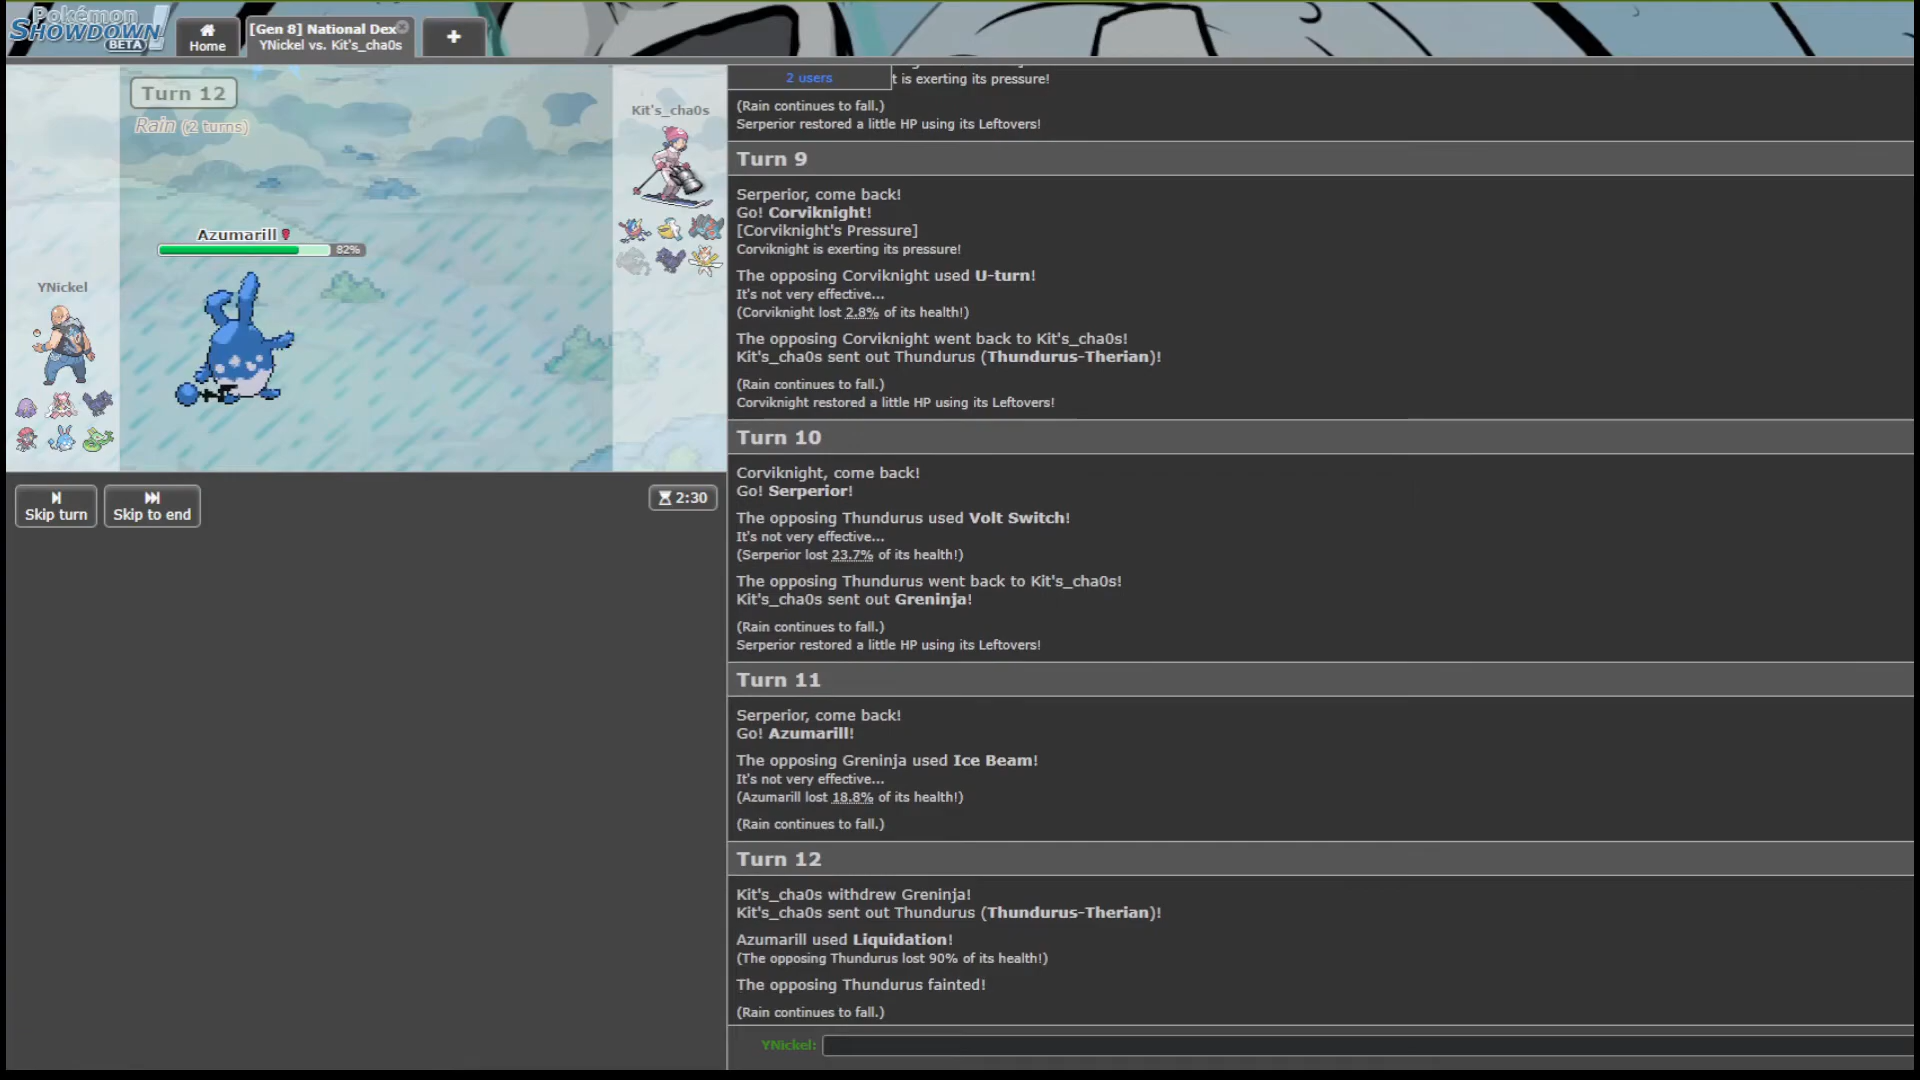 Pokémon
SHOWDOWN!
BETA
Home
[Gen 8] National Dex
YNickel vs. Kit's_cha0s
+
Turn 12
Rain (2 turns)
Kit's_cha0s
Azumarill
82%
YNickel
Skip turn
Skip to end
2:30
2 users
t is exerting its pressure!
(Rain continues to fall.)
Serperior restored a little HP using its Leftovers!
Turn 9
Serperior, come back!
Go! Corviknight!
[Corviknight's Pressure]
Corviknight is exerting its pressure!
The opposing Corviknight used U-turn!
It's not very effective...
(Corviknight lost 2.8% of its health!)
The opposing Corviknight went back to Kit's_cha0s!
Kit's_cha0s sent out Thundurus (Thundurus-Therian)!
(Rain continues to fall.)
Corviknight restored a little HP using its Leftovers!
Turn 10
Corviknight, come back!
Go! Serperior!
The opposing Thundurus used Volt Switch!
It's not very effective...
(Serperior lost 23.7% of its health!)
The opposing Thundurus went back to Kit's_cha0s!
Kit's_cha0s sent out Greninja!
(Rain continues to fall.)
Serperior restored a little HP using its Leftovers!
Turn 11
Serperior, come back!
Go! Azumarill!
The opposing Greninja used Ice Beam!
It's not very effective...
(Azumarill lost 18.8% of its health!)
(Rain continues to fall.)
Turn 12
Kit's_cha0s withdrew Greninja!
Kit's_cha0s sent out Thundurus (Thundurus-Therian)!
Azumarill used Liquidation!
(The opposing Thundurus lost 90% of its health!)
The opposing Thundurus fainted!
(Rain continues to fall.)
YNickel: